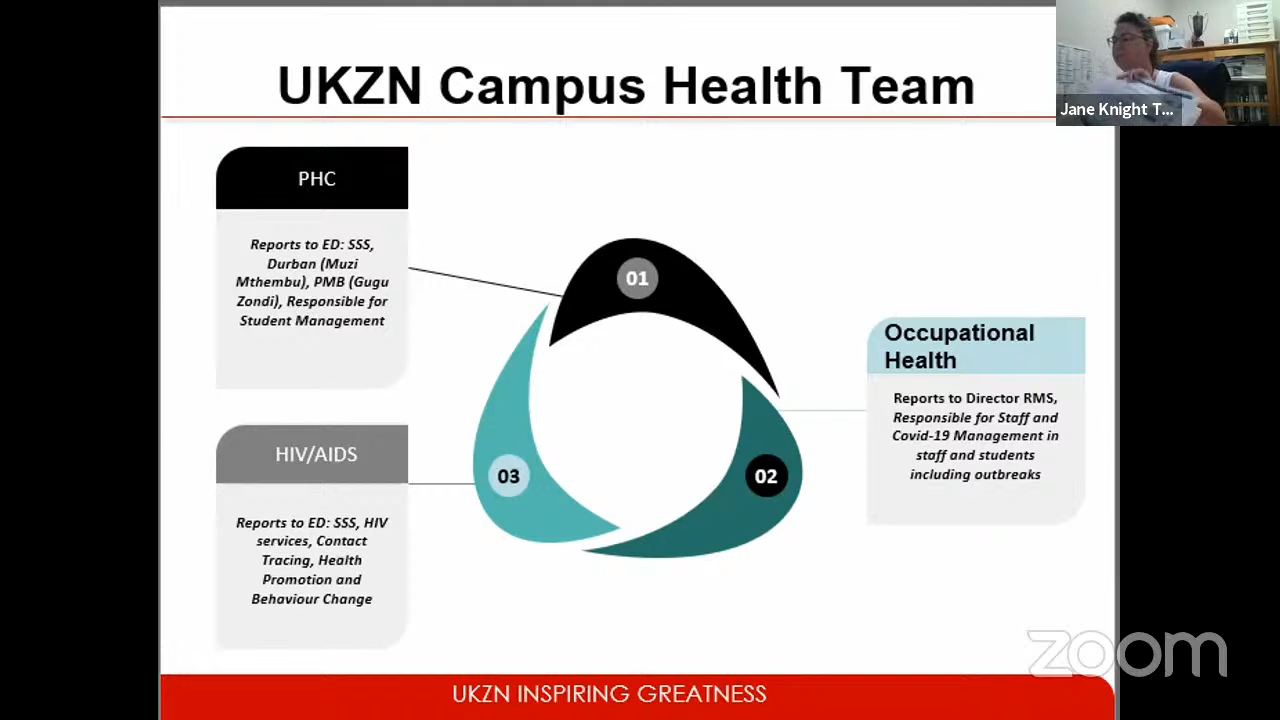 UKZN Campus Health Team
Jane Knight T...
PHC
Reports to ED: SSS,
Durban (Muzi
Mthembu), PMB (Gugu
Zondi), Responsible for
Student Management
01
Occupational
Health
Reports to Director RMS,
Responsible for Staff and
Covid-19 Management in
staff and students
including outbreaks
HIV/AIDS
Reports to ED: SSS, HIV
services, Contact
Tracing, Health
Promotion and
Behaviour Change
03
02
zoom
UKZN INSPIRING GREATNESS